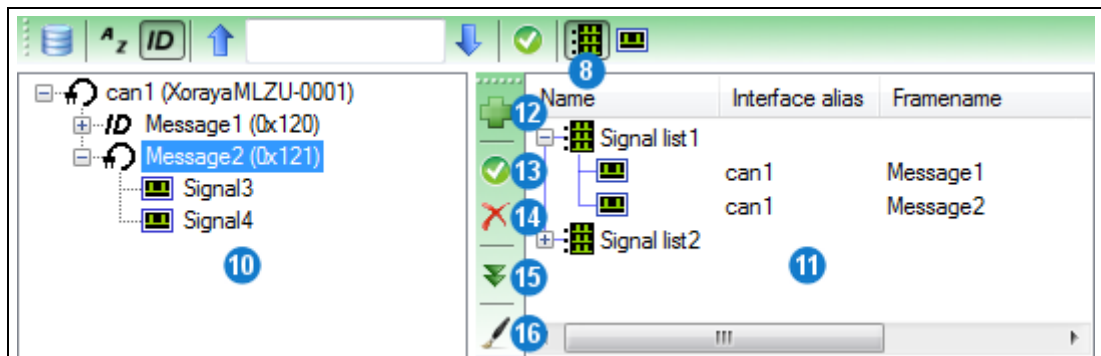 A Z ID
8
can1 (XorayaMLZU-0001)
ID Message1 (0x120)
Message2 (0x121)
Signal3
Signal4
10
12
13
14
15
16
Name Interface alias Framename
Signal list1
can1 Message1
can1 Message2
Signal list2
11